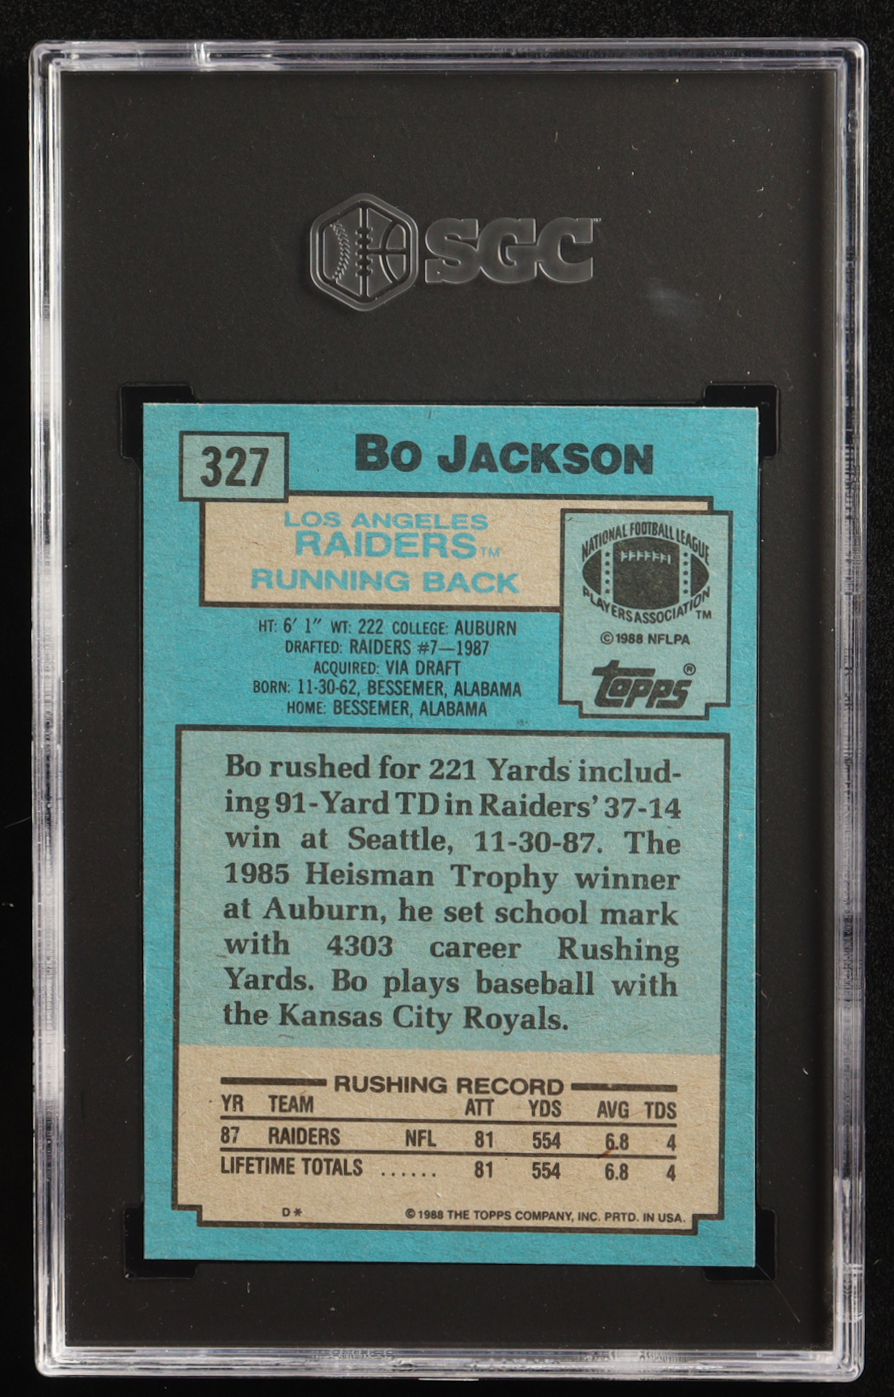 SGC
327
BO JACKSON
LOS ANGELES
RAIDERS™
RUNNING BACK
NATIONAL FOOTBALL LEAGUE
PLAYERS ASSOCIATION™
©1988 NFLPA
Topps®
HT: 6′ 1″ WT: 222 COLLEGE: AUBURN
DRAFTED: RAIDERS #7—1987
ACQUIRED: VIA DRAFT
BORN: 11-30-62, BESSEMER, ALABAMA
HOME: BESSEMER, ALABAMA
Bo rushed for 221 Yards includ-
ing 91-Yard TD in Raiders' 37-14
win at Seattle, 11-30-87. The
1985 Heisman Trophy winner
at Auburn, he set school mark
with 4303 career Rushing
Yards. Bo plays baseball with
the Kansas City Royals.
RUSHING RECORD
YR TEAM ATT YDS AVG TDS
87 RAIDERS NFL 81 554 6.8 4
LIFETIME TOTALS ...... 81 554 6.8 4
D* ©1988 THE TOPPS COMPANY, INC. PRTD. IN USA.